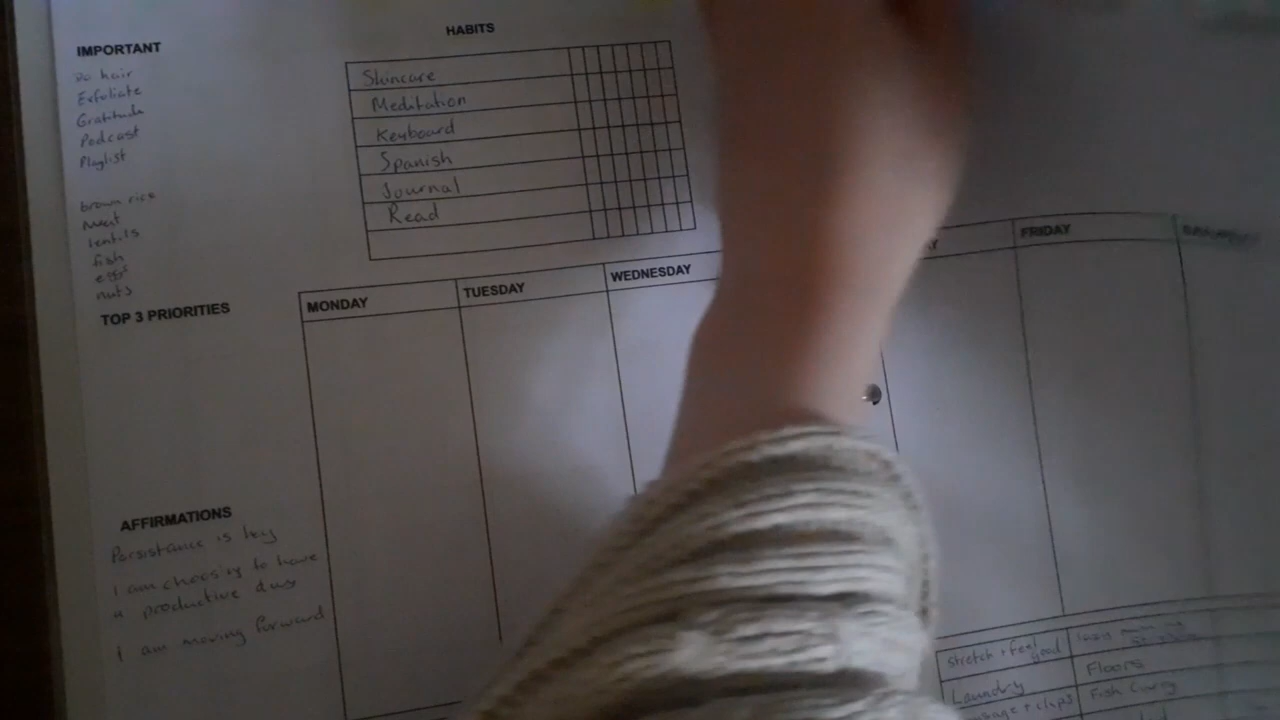 IMPORTANT
Do hair
Exfoliate
Gratitude
Podcast
Playlist
brown rice
meat
lentils
fish
eggs
nuts
HABITS
Skincare
Meditation
Keyboard
Spanish
Journal
Read
TOP 3 PRIORITIES
MONDAY
TUESDAY
WEDNESDAY
FRIDAY
AFFIRMATIONS
Persistance is key
I am choosing to have
a productive day
I am moving forward
Stretch + feel good
Laundry
Floors
Fish Curry